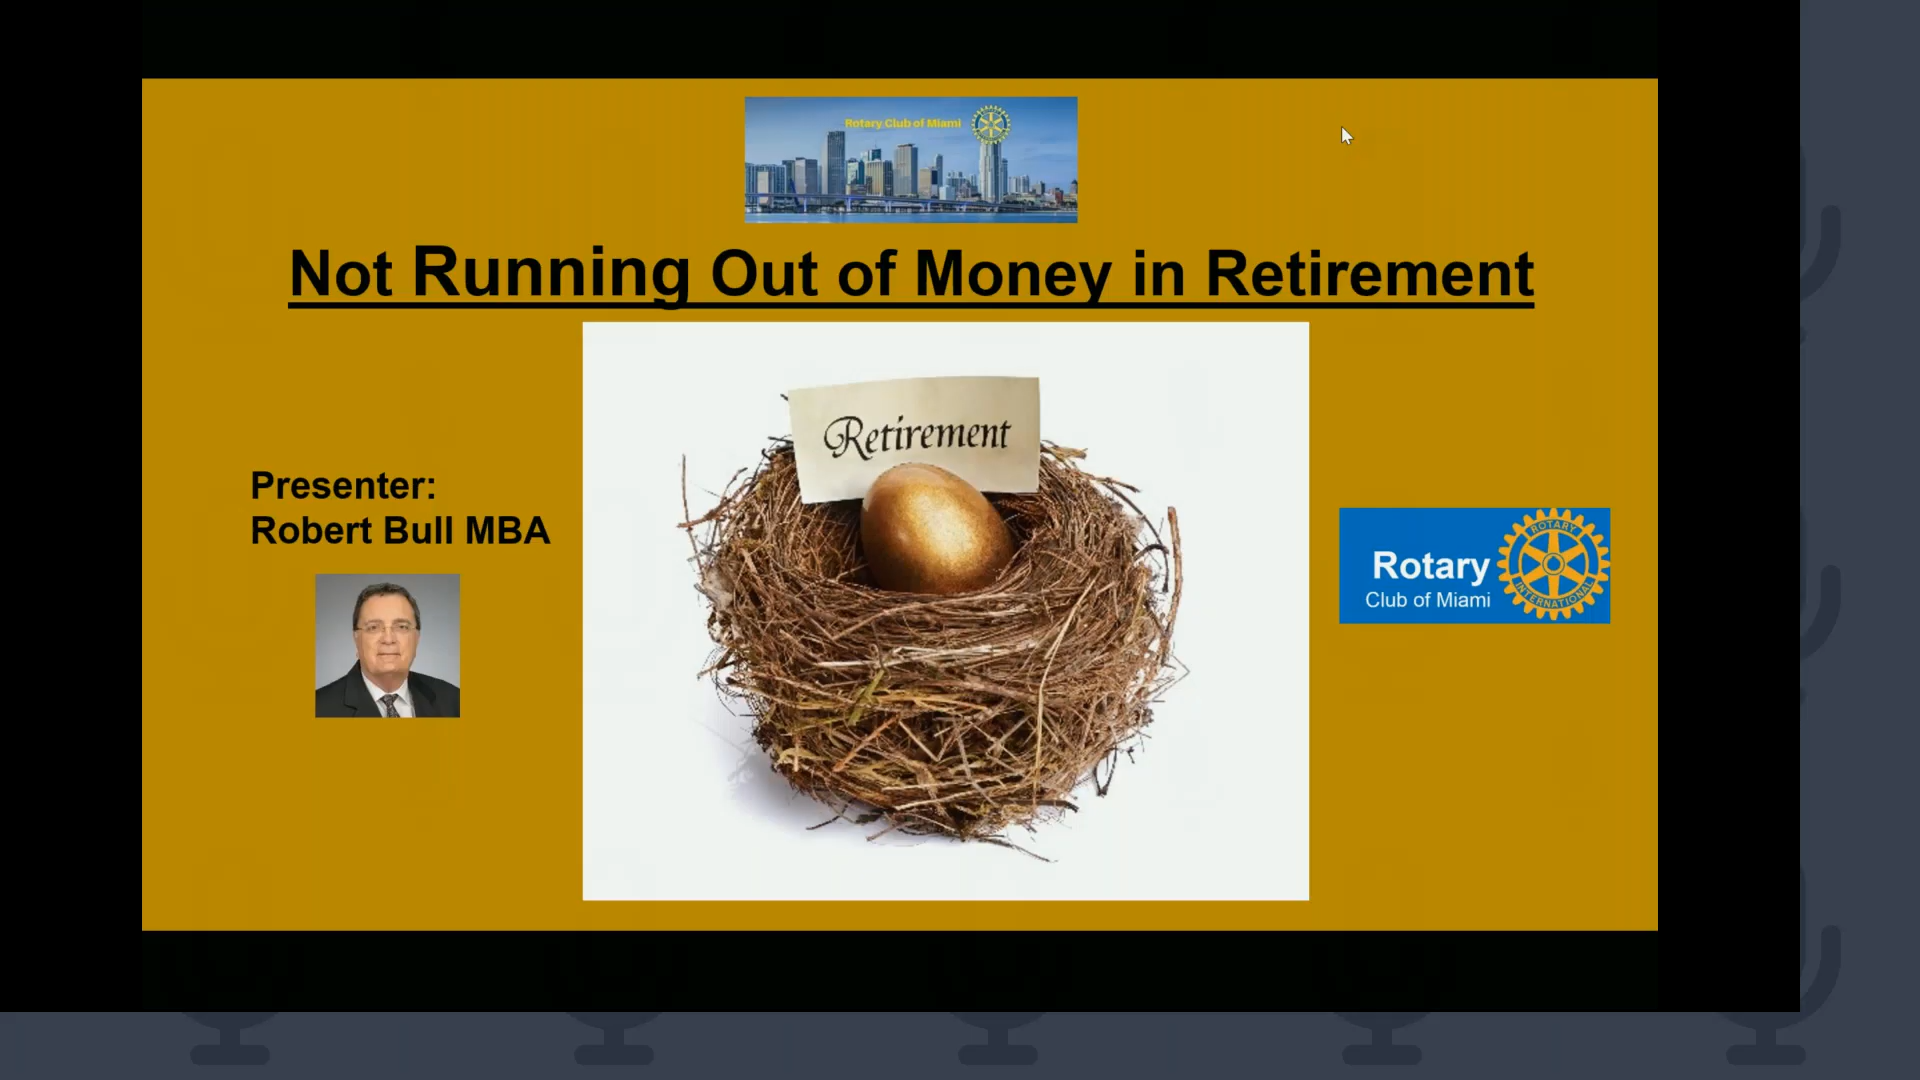 Rotary Club of Miami
Not Running Out of Money in Retirement
Retirement
Presenter:
Robert Bull MBA
Rotary
Club of Miami
ROTARY
INTERNATIONAL